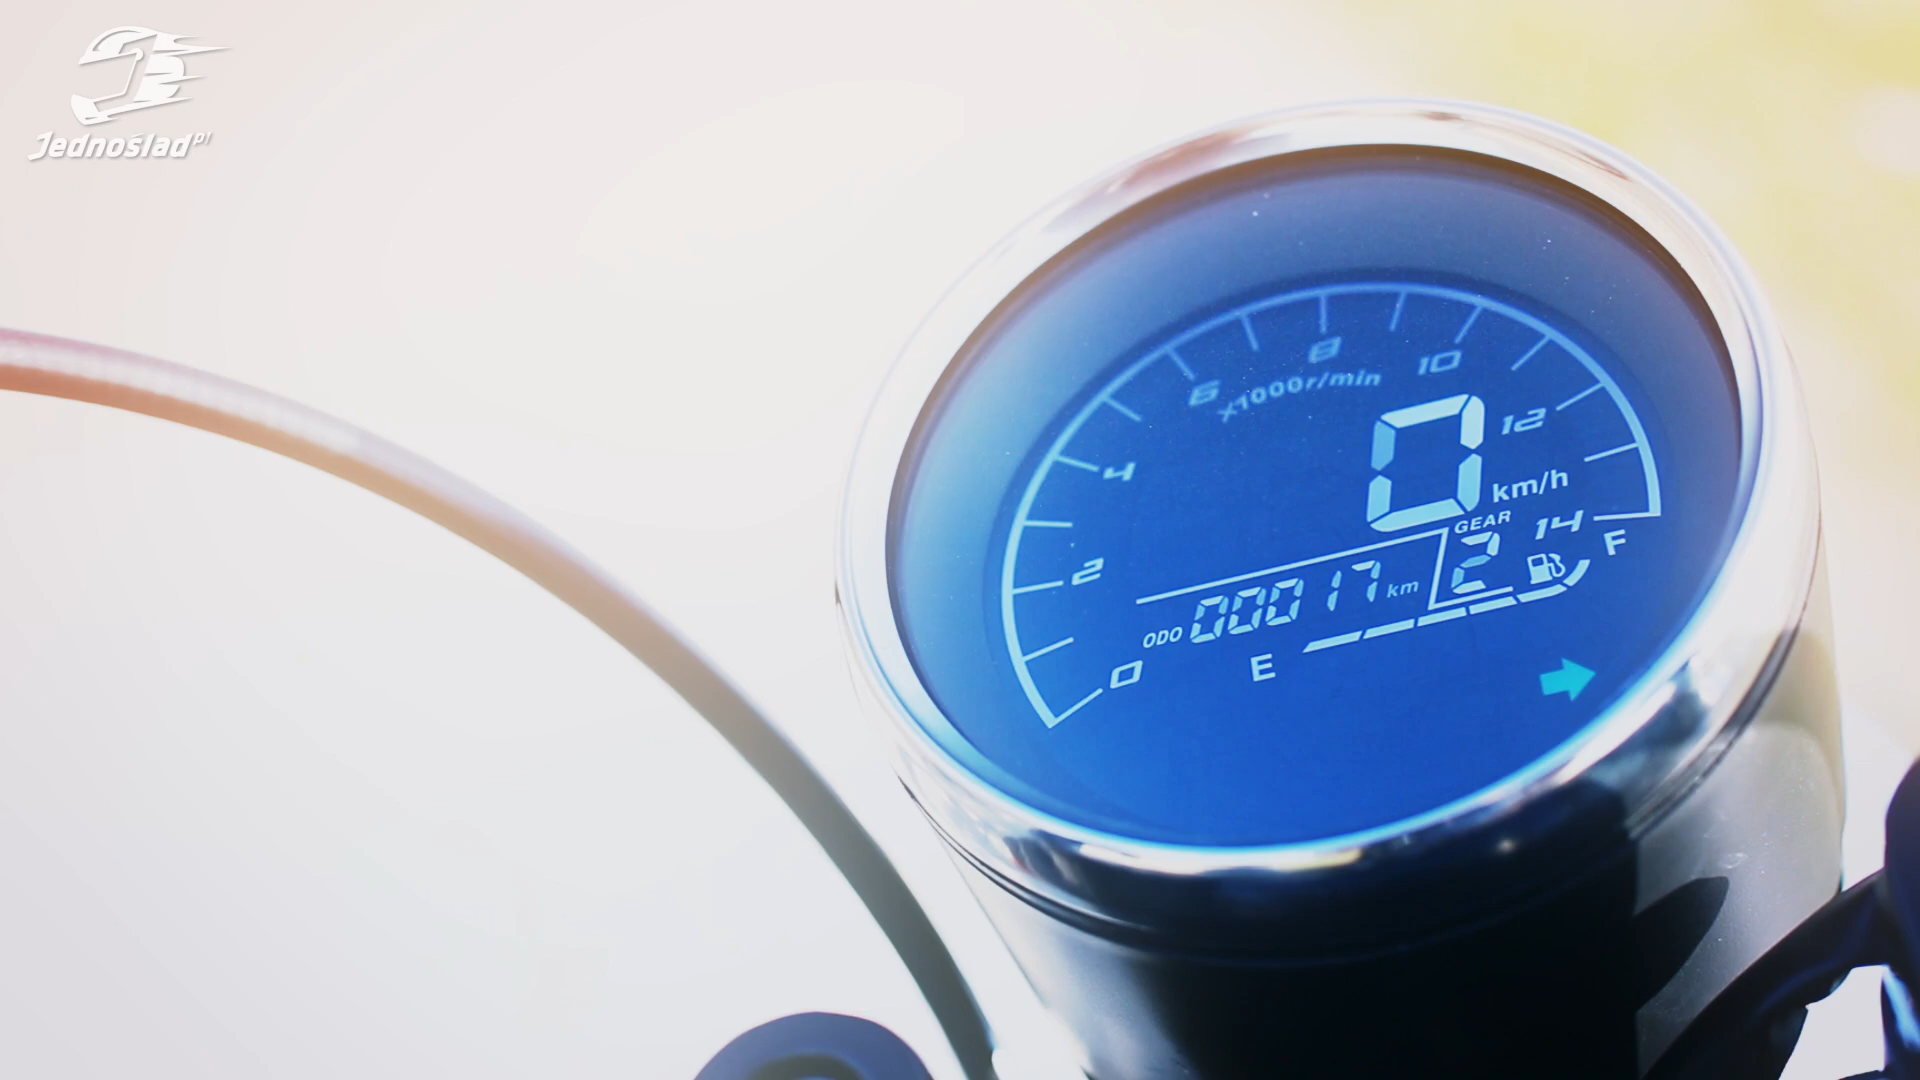 Jednoślad.pl
6 8 10
x1000r/min
4 0 12
km/h
GEAR
2 ODO 00017 km 2 14 F
0 E